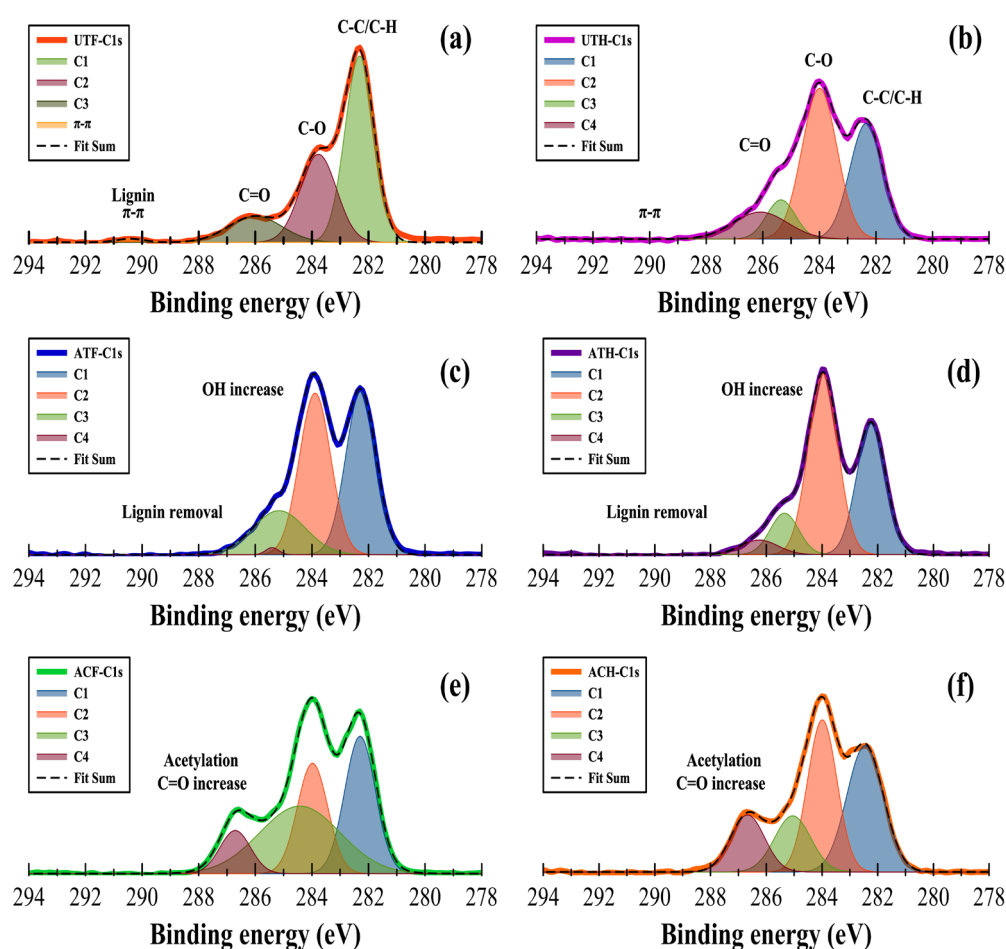 (a)
UTF-C1s
C1
C2
C3
π-π
Fit Sum
C-C/C-H
C-O
C=O
Lignin
π-π
294 292 290 288 286 284 282 280 278
Binding energy (eV)
(b)
UTH-C1s
C1
C2
C3
C4
Fit Sum
C-O
C-C/C-H
C=O
π-π
294 292 290 288 286 284 282 280 278
Binding energy (eV)
(c)
ATF-C1s
C1
C2
C3
C4
Fit Sum
OH increase
Lignin removal
294 292 290 288 286 284 282 280 278
Binding energy (eV)
(d)
ATH-C1s
C1
C2
C3
C4
Fit Sum
OH increase
Lignin removal
294 292 290 288 286 284 282 280 278
Binding energy (eV)
(e)
ACF-C1s
C1
C2
C3
C4
Fit Sum
Acetylation
C=O increase
294 292 290 288 286 284 282 280 278
Binding energy (eV)
(f)
ACH-C1s
C1
C2
C3
C4
Fit Sum
Acetylation
C=O increase
294 292 290 288 286 284 282 280 278
Binding energy (eV)